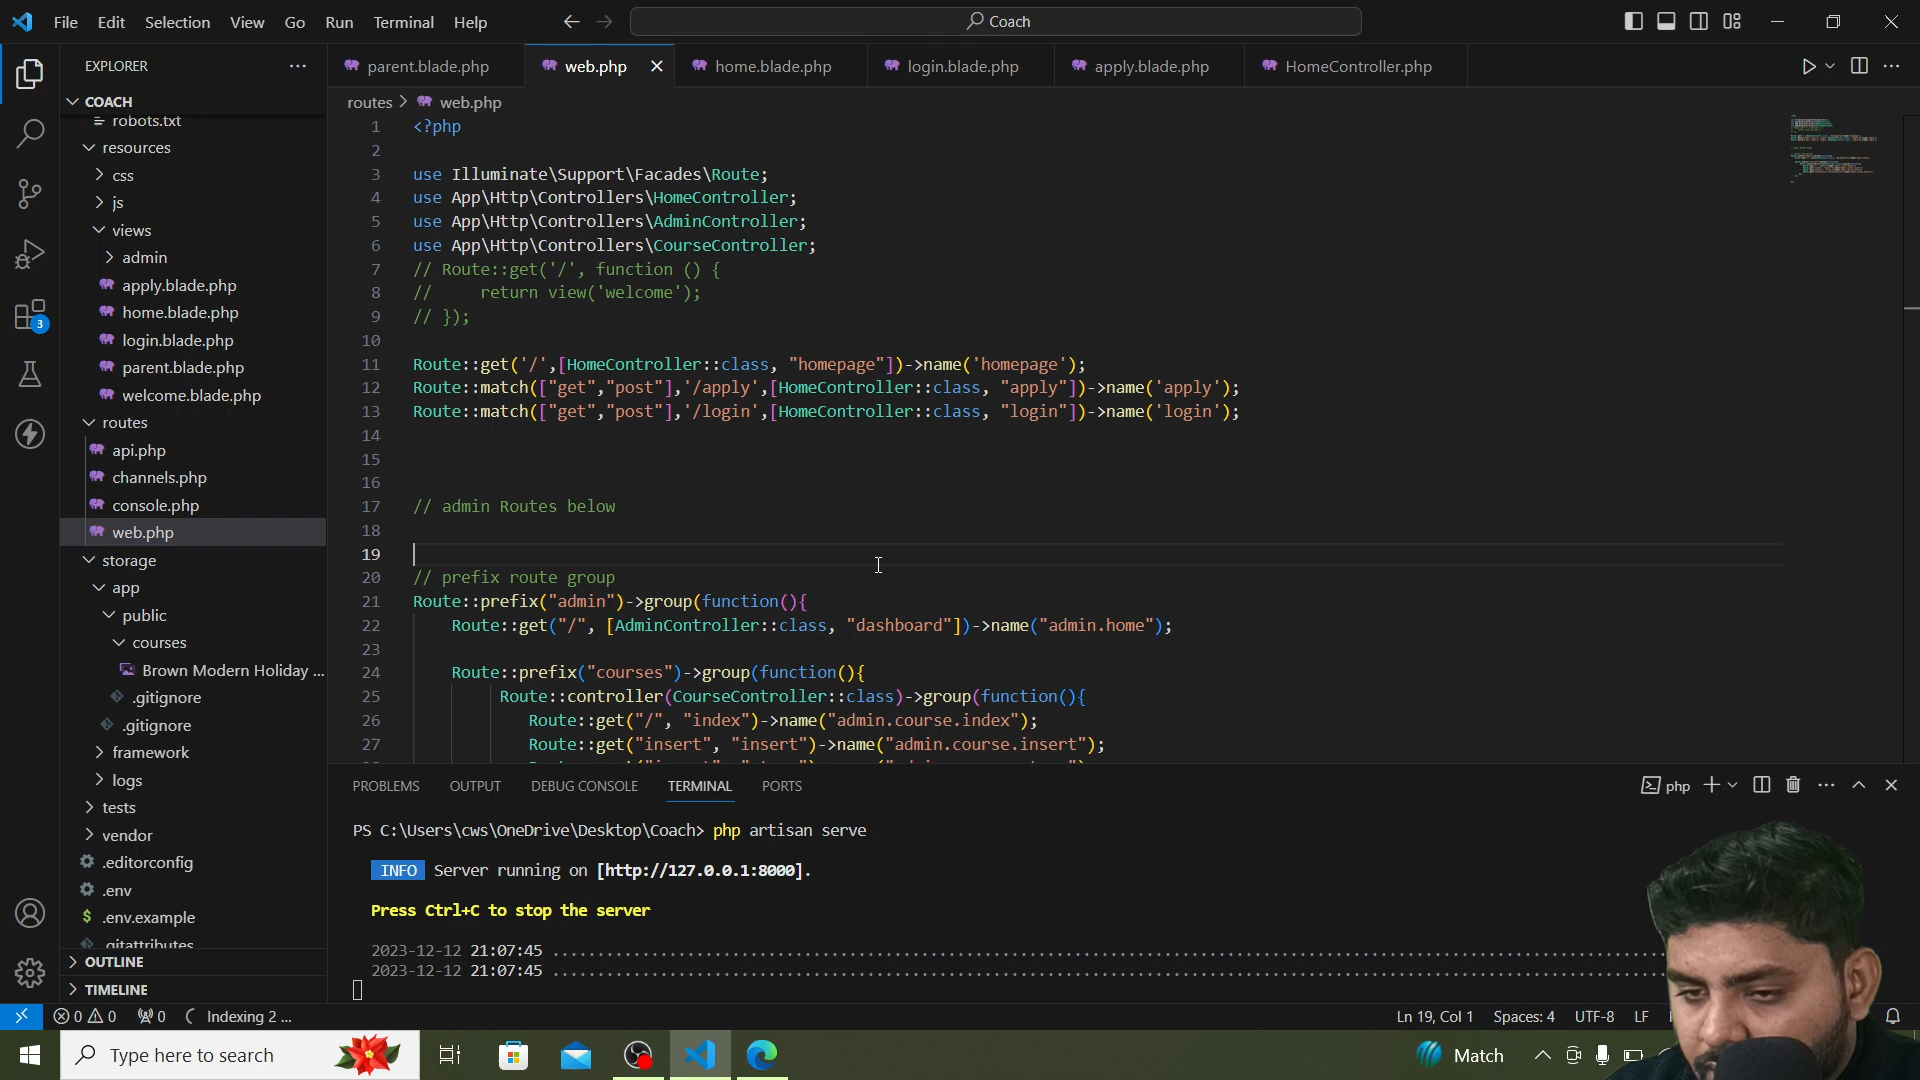 File Edit Selection View Go Run Terminal Help
Coach
EXPLORER
parent.blade.php
web.php
home.blade.php
login.blade.php
apply.blade.php
HomeController.php
COACH
robots.txt
resources
css
js
views
admin
apply.blade.php
home.blade.php
login.blade.php
parent.blade.php
welcome.blade.php
routes
api.php
channels.php
console.php
web.php
storage
app
public
courses
Brown Modern Holiday ...
.gitignore
.gitignore
framework
logs
tests
vendor
.editorconfig
.env
.env.example
.gitattributes
OUTLINE
TIMELINE
3
routes > web.php
1 <?php
2
3 use Illuminate\Support\Facades\Route;
4 use App\Http\Controllers\HomeController;
5 use App\Http\Controllers\AdminController;
6 use App\Http\Controllers\CourseController;
7 // Route::get('/', function () {
8 //     return view('welcome');
9 // });
10
11 Route::get('/',[HomeController::class, "homepage"])->name('homepage');
12 Route::match(["get","post"],'/apply',[HomeController::class, "apply"])->name('apply');
13 Route::match(["get","post"],'/login',[HomeController::class, "login"])->name('login');
14
15
16
17 // admin Routes below
18
19
20 // prefix route group
21 Route::prefix("admin")->group(function(){
22 Route::get("/", [AdminController::class, "dashboard"])->name("admin.home");
23
24 Route::prefix("courses")->group(function(){
25 Route::controller(CourseController::class)->group(function(){
26 Route::get("/", "index")->name("admin.course.index");
27 Route::get("insert", "insert")->name("admin.course.insert");
PROBLEMS OUTPUT DEBUG CONSOLE TERMINAL PORTS
php
PS C:\Users\cws\OneDrive\Desktop\Coach> php artisan serve
INFO Server running on [http://127.0.0.1:8000].
Press Ctrl+C to stop the server
2023-12-12 21:07:45 ........................................
2023-12-12 21:07:45 ........................................
0 0 0 Indexing 2 ...
Ln 19, Col 1 Spaces: 4 UTF-8 LF
Type here to search
Match